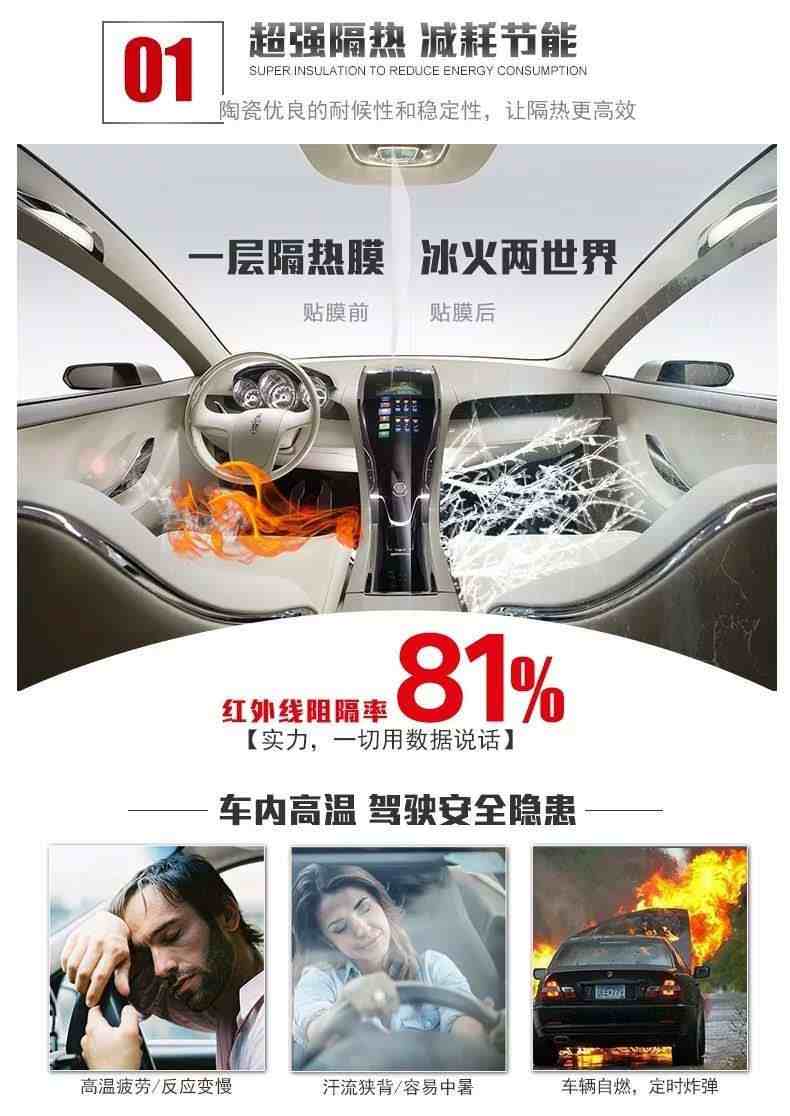 01
超强隔热 减耗节能
SUPER INSULATION TO REDUCE ENERGY CONSUMPTION
陶瓷优良的耐候性和稳定性，让隔热更高效
一层隔热膜 冰火两世界
贴膜前 贴膜后
红外线阻隔率81%
【实力，一切用数据说话】
车内高温 驾驶安全隐患
高温疲劳/反应变慢
汗流狭背/容易中暑
车辆自燃，定时炸弹